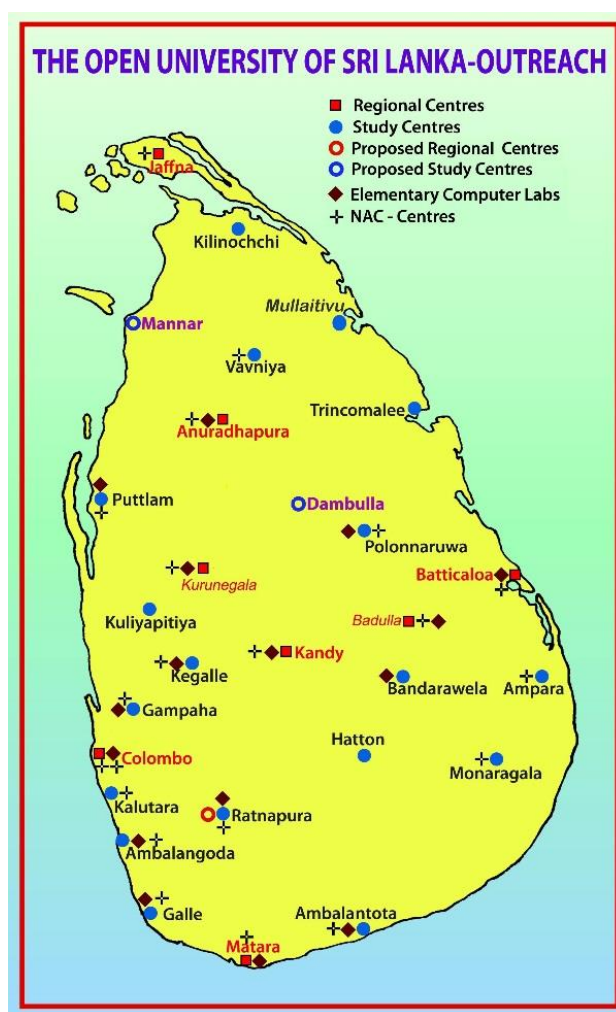 THE OPEN UNIVERSITY OF SRI LANKA-OUTREACH
Regional Centres
Study Centres
Proposed Regional Centres
Proposed Study Centres
Elementary Computer Labs
NAC - Centres
Jaffna
Kilinochchi
Mullaitivu
Mannar
Vavniya
Trincomalee
Anuradhapura
Puttlam
Dambulla
Polonnaruwa
Batticaloa
Kurunegala
Kuliyapitiya
Badulla
Kandy
Kegalle
Bandarawela
Ampara
Gampaha
Hatton
Colombo
Monaragala
Kalutara
Ratnapura
Ambalangoda
Galle
Ambalantota
Matara